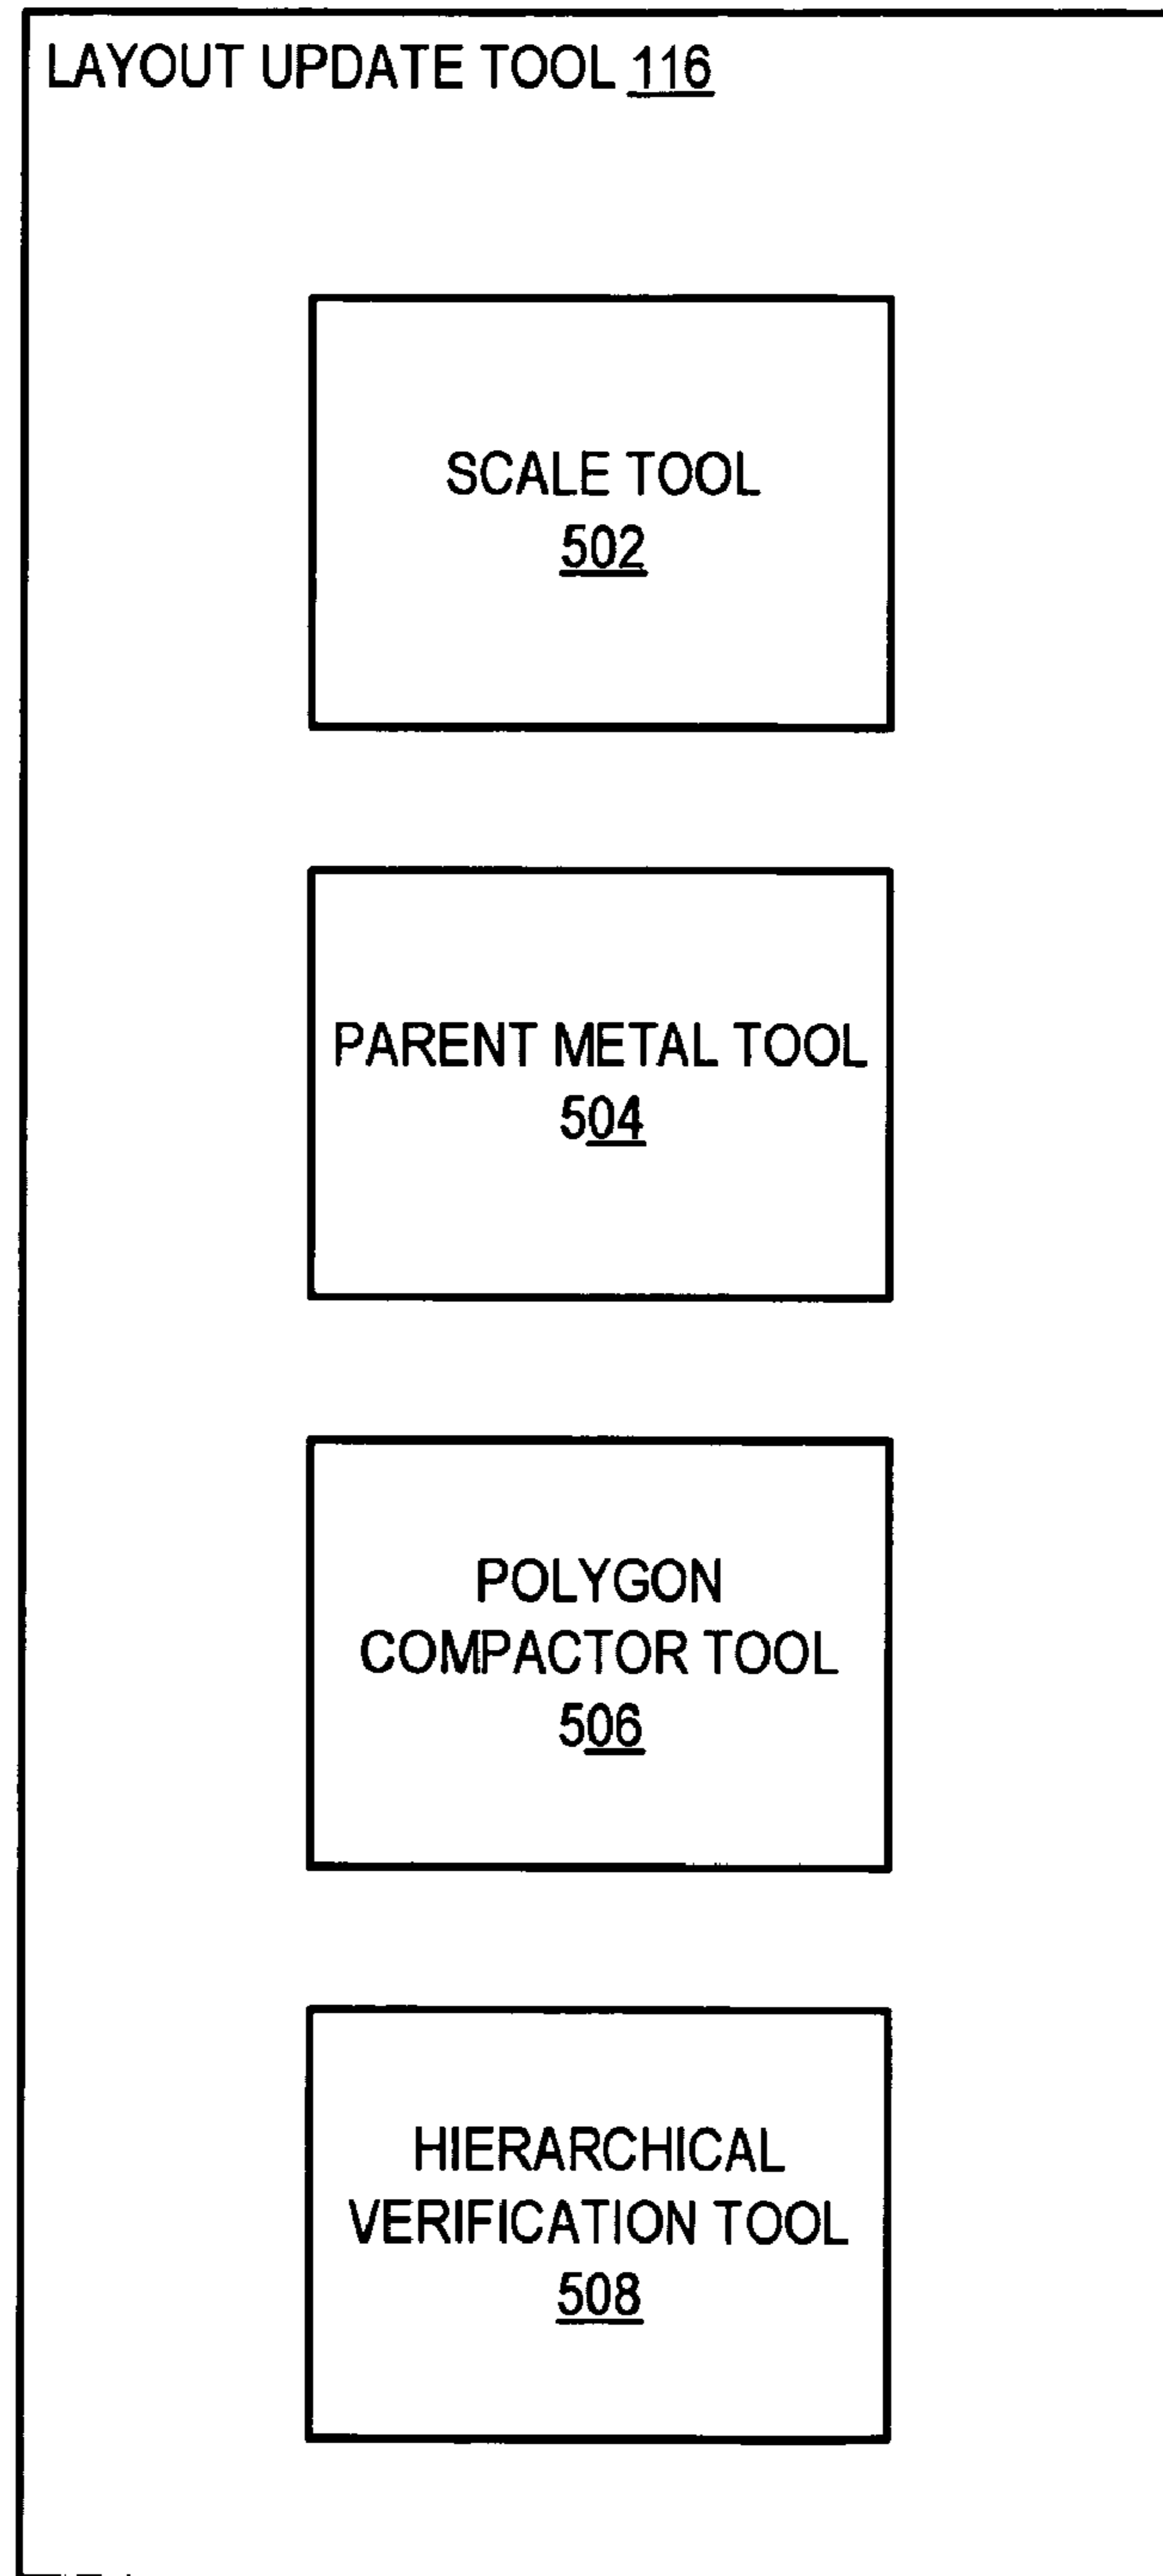 LAYOUT UPDATE TOOL 116
SCALE TOOL
502
PARENT METAL TOOL
504
POLYGON
COMPACTOR TOOL
506
HIERARCHICAL
VERIFICATION TOOL
508